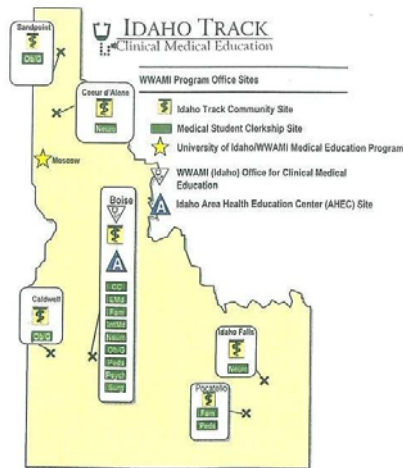 Sandpoint
Ob/G
IDAHO TRACK
Clinical Medical Education
WWAMI Program Office Sites
Idaho Track Community Site
Medical Student Clerkship Site
University of Idaho/WWAMI Medical Education Program
WWAMI (Idaho) Office for Clinical Medical
Education
A
Idaho Area Health Education Center (AHEC) Site
Coeur d'Alene
Neuro
Moscow
Boise
A
CC
Fam
IntMe
Neuro
Ob/G
Peds
Psych
Surg
Caldwell
Ob/G
Idaho Falls
Neuro
Pocatello
Fam
Peds